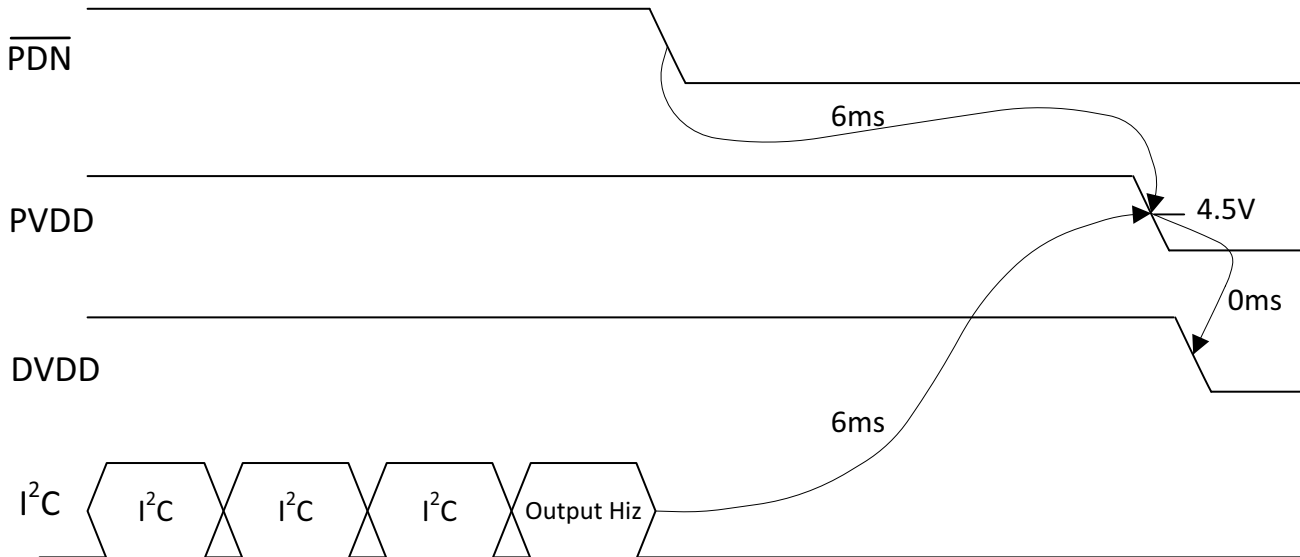 PDN
6ms
PVDD
4.5V
0ms
DVDD
6ms
I²C
I²C
I²C
I²C
Output Hiz